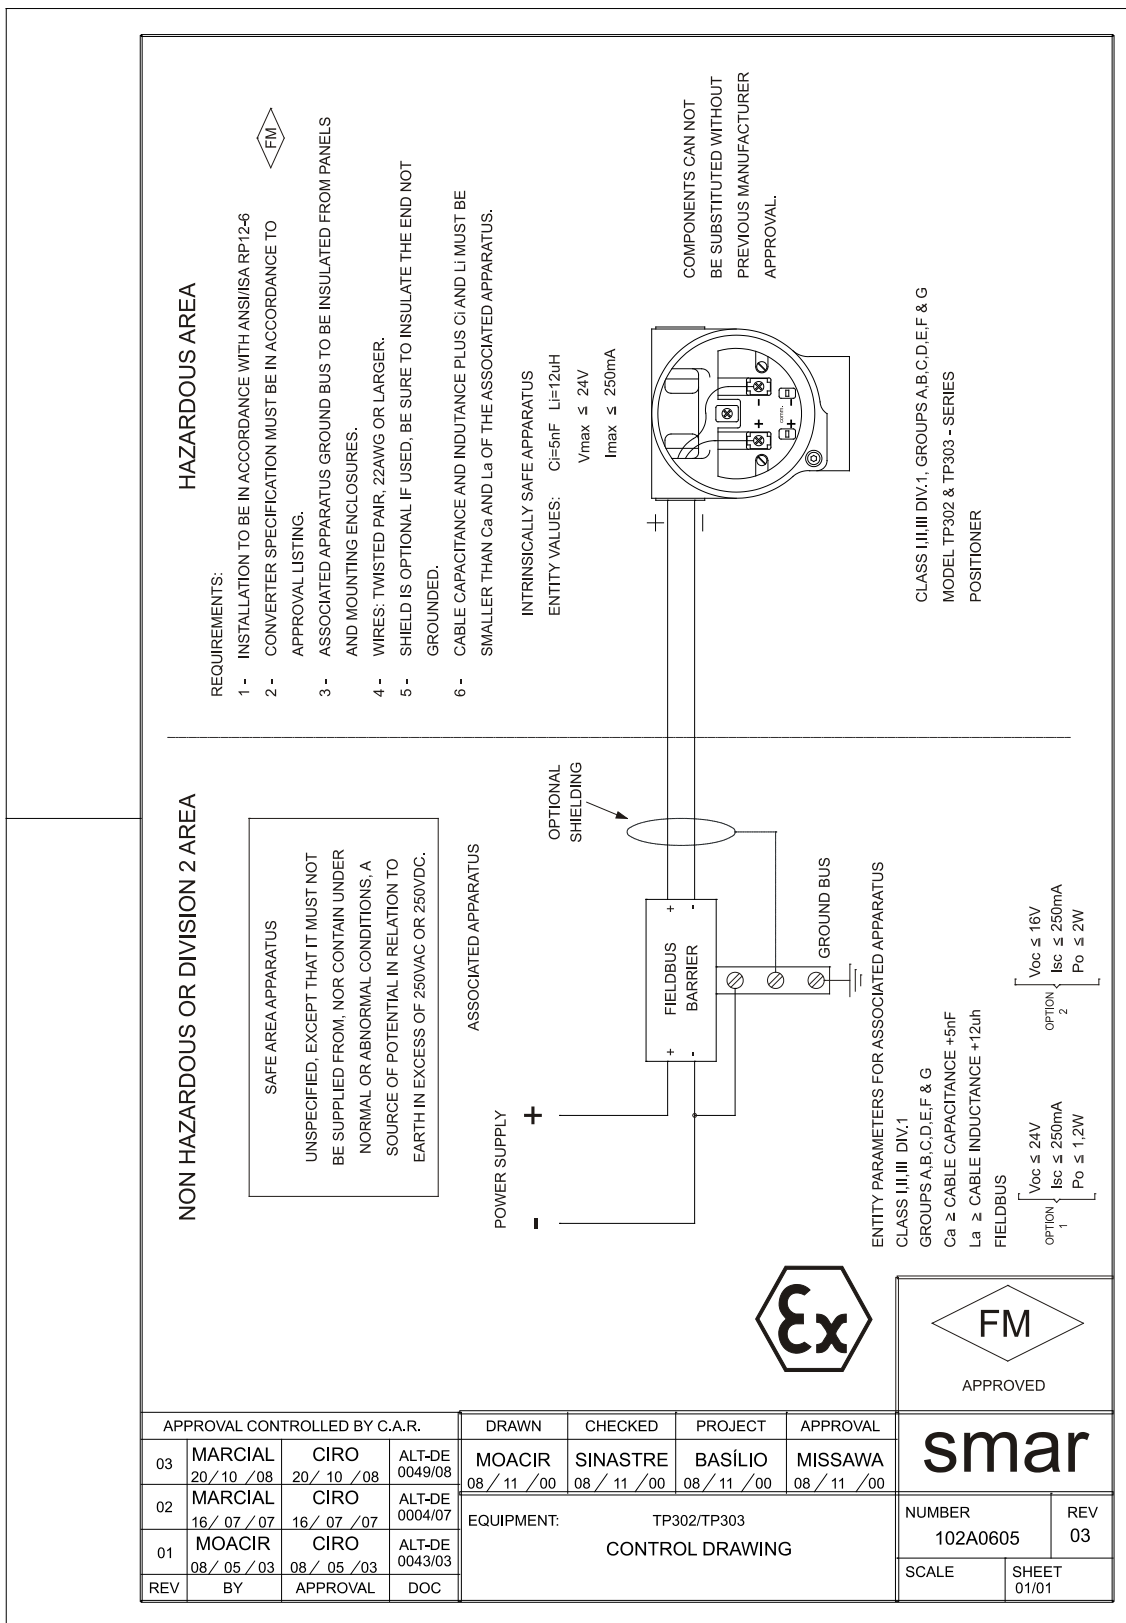 NON HAZARDOUS OR DIVISION 2 AREA
SAFE AREA APPARATUS
UNSPECIFIED, EXCEPT THAT IT MUST NOT
BE SUPPLIED FROM, NOR CONTAIN UNDER
NORMAL OR ABNORMAL CONDITIONS, A
SOURCE OF POTENTIAL IN RELATION TO
EARTH IN EXCESS OF 250VAC OR 250VDC.
ASSOCIATED APPARATUS
POWER SUPPLY
-
+
OPTIONAL
SHIELDING
+
-
FIELDBUS
BARRIER
+
-
GROUND BUS
ENTITY PARAMETERS FOR ASSOCIATED APPARATUS
CLASS I,II,III DIV.1
GROUPS A,B,C,D,E,F & G
Ca ≥ CABLE CAPACITANCE +5nF
La ≥ CABLE INDUCTANCE +12uh
FIELDBUS
OPTION
1
Voc ≤ 24V
Isc ≤ 250mA
Po ≤ 1,2W
OPTION
2
Voc ≤ 16V
Isc ≤ 250mA
Po ≤ 2W
HAZARDOUS AREA
REQUIREMENTS:
1 - INSTALLATION TO BE IN ACCORDANCE WITH ANSI/ISA RP12-6
2 - CONVERTER SPECIFICATION MUST BE IN ACCORDANCE TO
APPROVAL LISTING.
FM
3 - ASSOCIATED APPARATUS GROUND BUS TO BE INSULATED FROM PANELS
AND MOUNTING ENCLOSURES.
4 - WIRES: TWISTED PAIR, 22AWG OR LARGER.
5 - SHIELD IS OPTIONAL IF USED, BE SURE TO INSULATE THE END NOT
GROUNDED.
6 - CABLE CAPACITANCE AND INDUTANCE PLUS Ci AND Li MUST BE
SMALLER THAN Ca AND La OF THE ASSOCIATED APPARATUS.
INTRINSICALLY SAFE APPARATUS
ENTITY VALUES: Ci=5nF Li=12uH
Vmax ≤ 24V
Imax ≤ 250mA
+
-
+ -
comm.
+ -
COMPONENTS CAN NOT
BE SUBSTITUTED WITHOUT
PREVIOUS MANUFACTURER
APPROVAL.
CLASS I,II,III DIV.1, GROUPS A,B,C,D,E,F & G
MODEL TP302 & TP303 - SERIES
POSITIONER
Ex
FM
APPROVED
APPROVAL CONTROLLED BY C.A.R.
03 MARCIAL 20/ 10 /08 CIRO 20/ 10 /08 ALT-DE 0049/08
02 MARCIAL 16/ 07 / 07 CIRO 16/ 07 /07 ALT-DE 0004/07
01 MOACIR 08/ 05 / 03 CIRO 08/ 05 /03 ALT-DE 0043/03
REV BY APPROVAL DOC
DRAWN CHECKED PROJECT APPROVAL
MOACIR SINASTRE BASÍLIO MISSAWA
08 / 11 /00 08 / 11 /00 08 / 11 /00 08 / 11 /00
EQUIPMENT: TP302/TP303
CONTROL DRAWING
smar
NUMBER
102A0605
REV
03
SCALE
SHEET
01/01